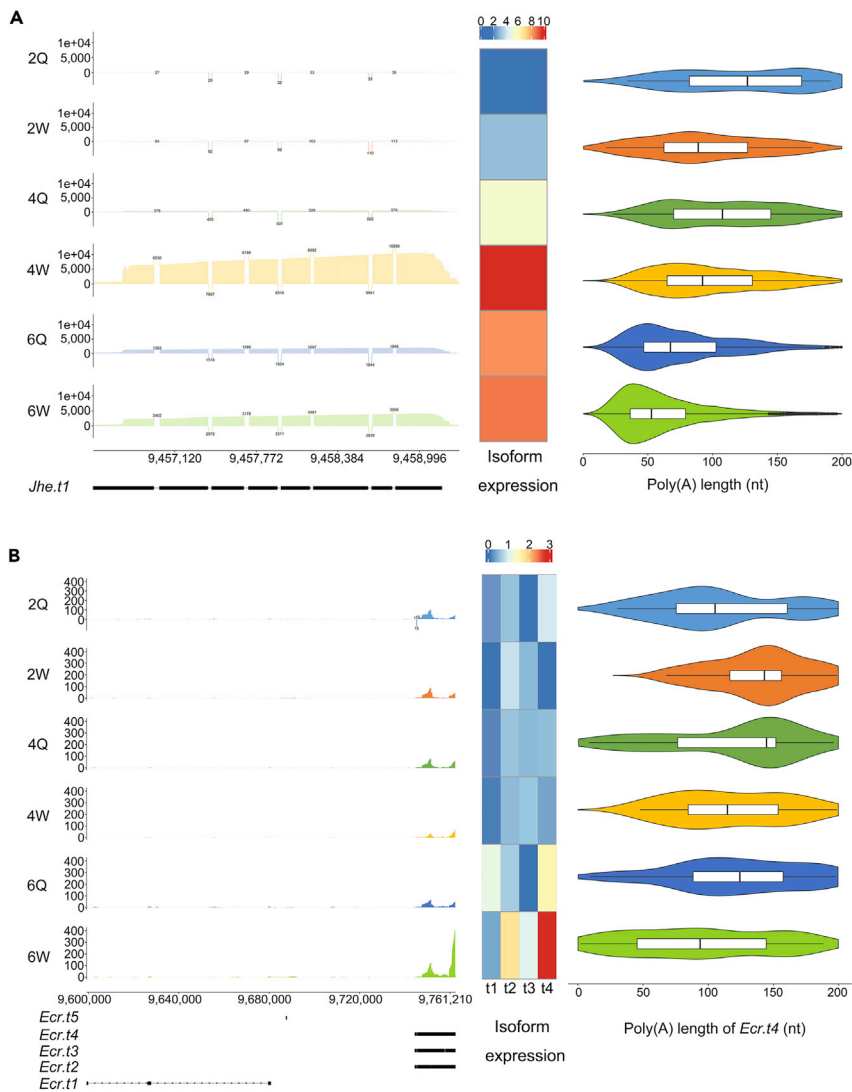 A
0 2 4 6 8 10
2Q
1e+04
5,000
0
2W
1e+04
5,000
0
4Q
1e+04
5,000
0
4W
1e+04
5,000
0
6Q
1e+04
5,000
0
6W
1e+04
5,000
0
9,457,120 9,457,772 9,458,384 9,458,996
Jhe.t1
Isoform
expression
0 50 100 150 200
Poly(A) length (nt)
B
0 1 2 3
2Q
400
300
200
100
0
2W
400
300
200
100
0
4Q
400
300
200
100
0
4W
400
300
200
100
0
6Q
400
300
200
100
0
6W
400
300
200
100
0
9,600,000 9,640,000 9,680,000 9,720,000 9,761,210
Ecr.t5
Ecr.t4
Ecr.t3
Ecr.t2
Ecr.t1
t1 t2 t3 t4
Isoform
expression
0 50 100 150 200
Poly(A) length of Ecr.t4 (nt)